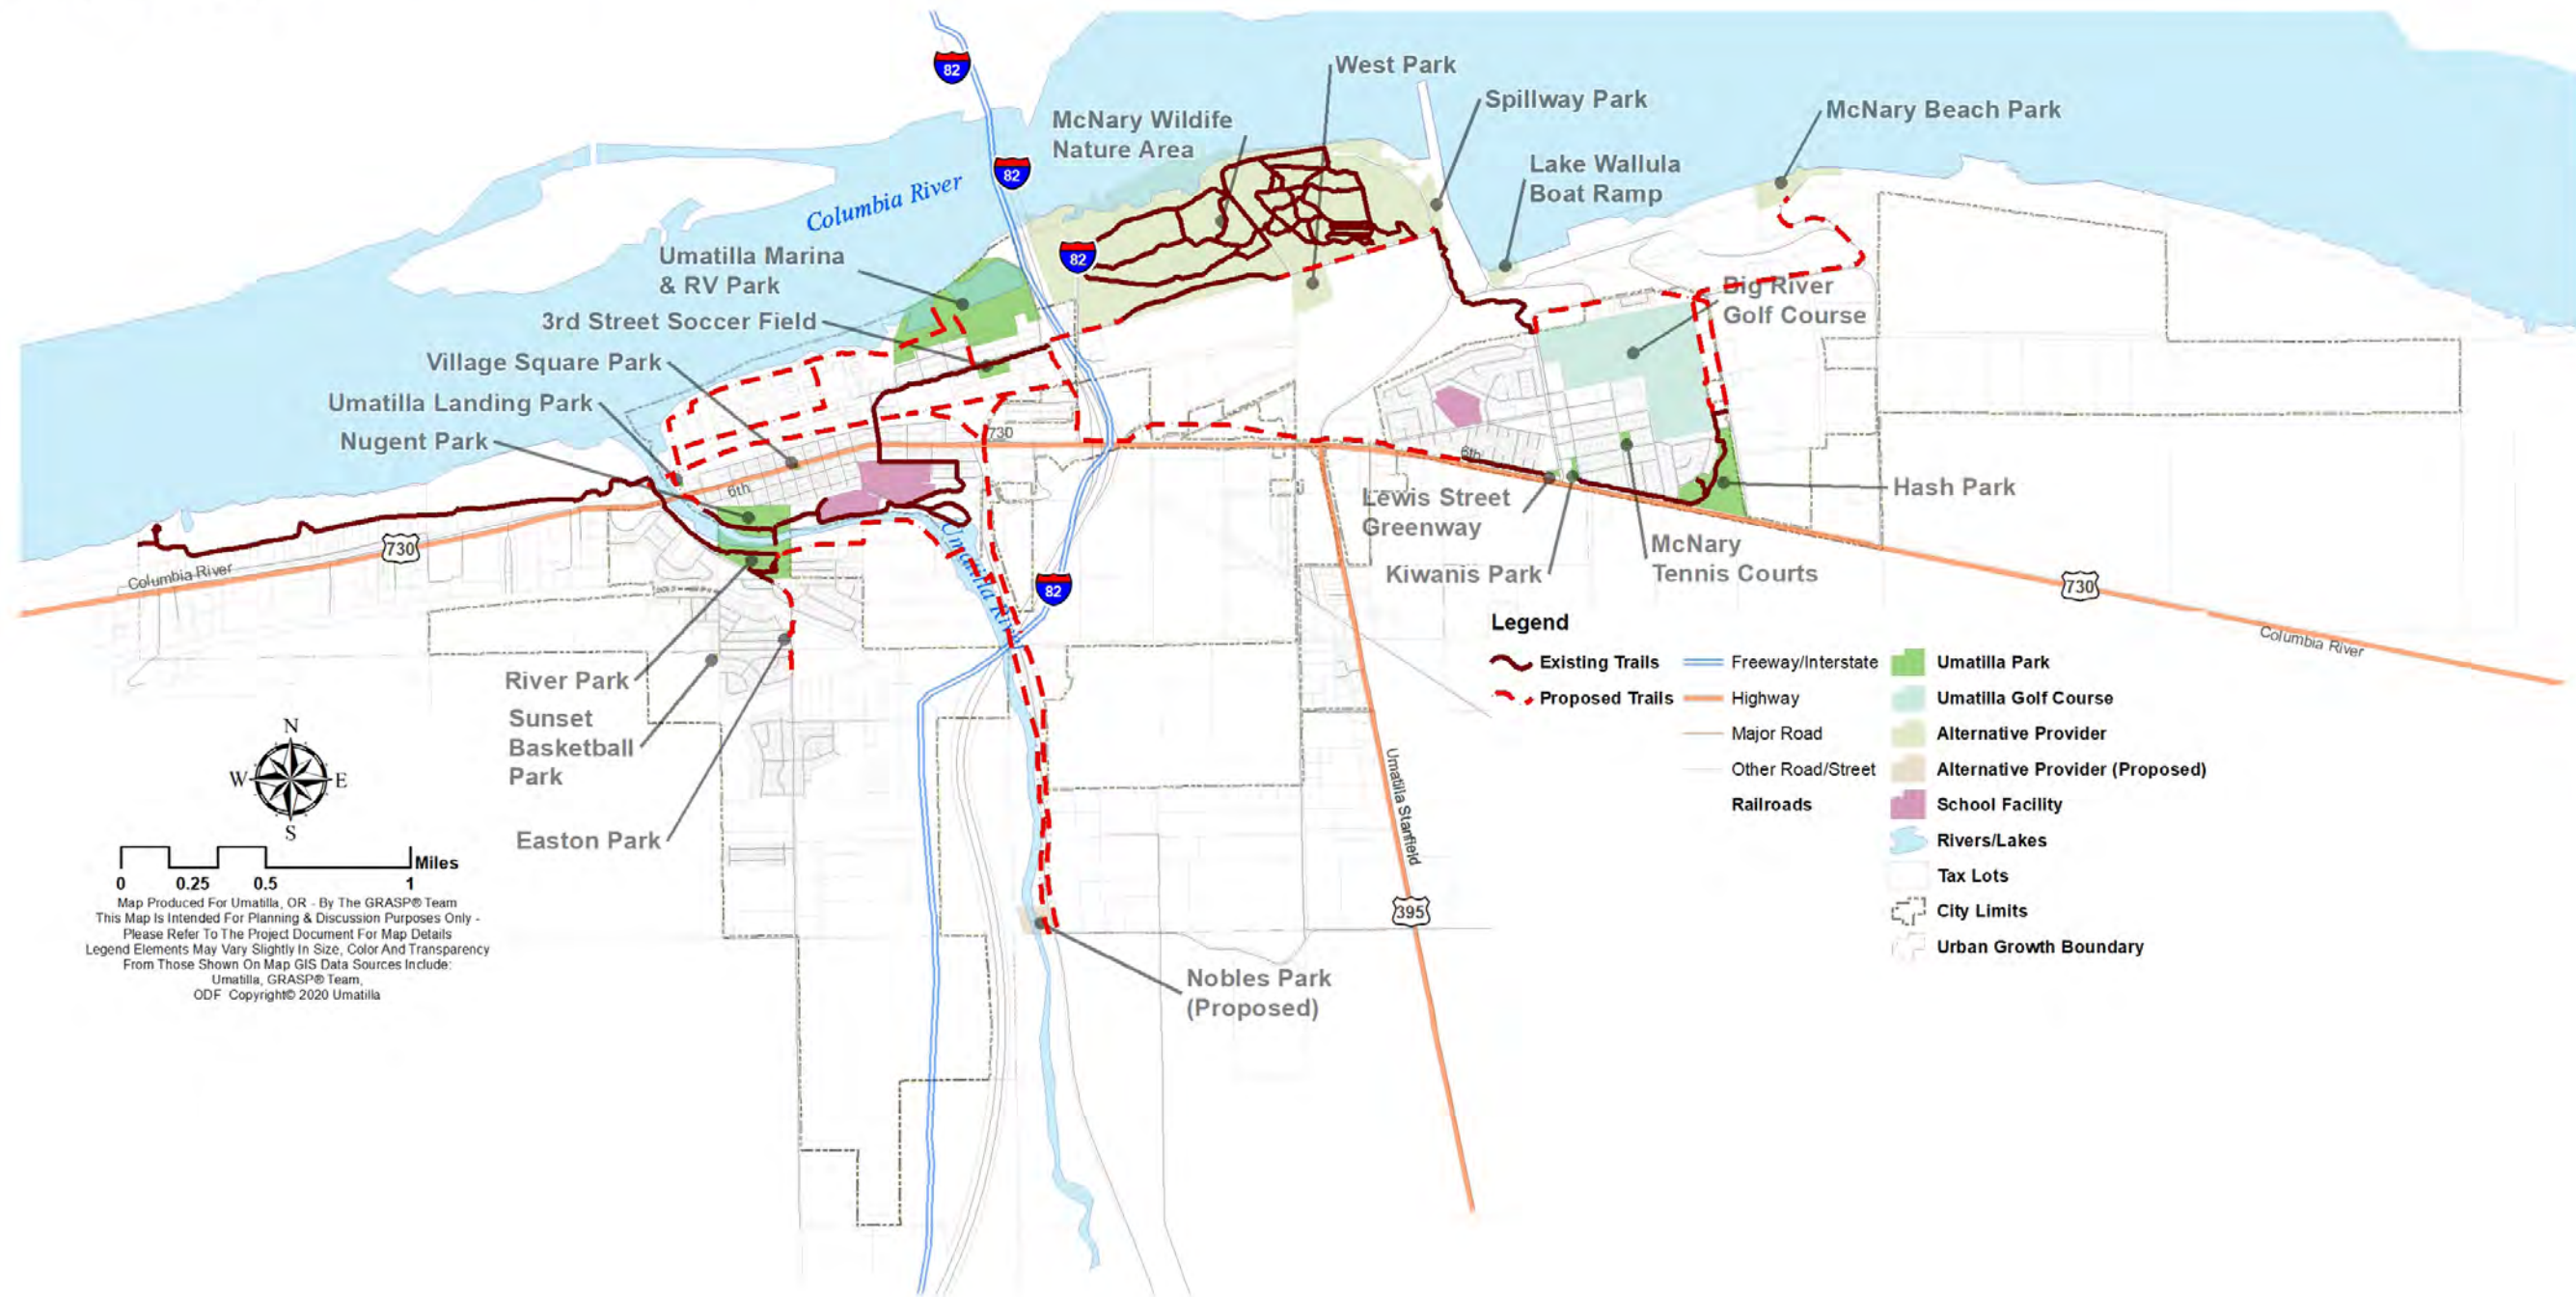 82
West Park
Spillway Park
McNary Beach Park
McNary Wildife
Nature Area
Lake Wallula
Boat Ramp
82
Columbia River
82
Umatilla Marina
& RV Park
Big River
Golf Course
3rd Street Soccer Field
Village Square Park
Umatilla Landing Park
Nugent Park
730
6th
6th
Lewis Street
Greenway
Hash Park
730
Columbia River
Umatilla River
McNary
Tennis Courts
Kiwanis Park
82
730
Columbia River
River Park
Sunset
Basketball
Park
Easton Park
Umatilla Stanfield
395
Nobles Park
(Proposed)
Legend
Existing Trails
Proposed Trails
Freeway/Interstate
Highway
Major Road
Other Road/Street
Railroads
Umatilla Park
Umatilla Golf Course
Alternative Provider
Alternative Provider (Proposed)
School Facility
Rivers/Lakes
Tax Lots
City Limits
Urban Growth Boundary
N
W E
S
Miles
0 0.25 0.5 1
Map Produced For Umatilla, OR - By The GRASP® Team
This Map Is Intended For Planning & Discussion Purposes Only -
Please Refer To The Project Document For Map Details
Legend Elements May Vary Slightly In Size, Color And Transparency
From Those Shown On Map GIS Data Sources Include:
Umatilla, GRASP® Team,
ODF Copyright© 2020 Umatilla